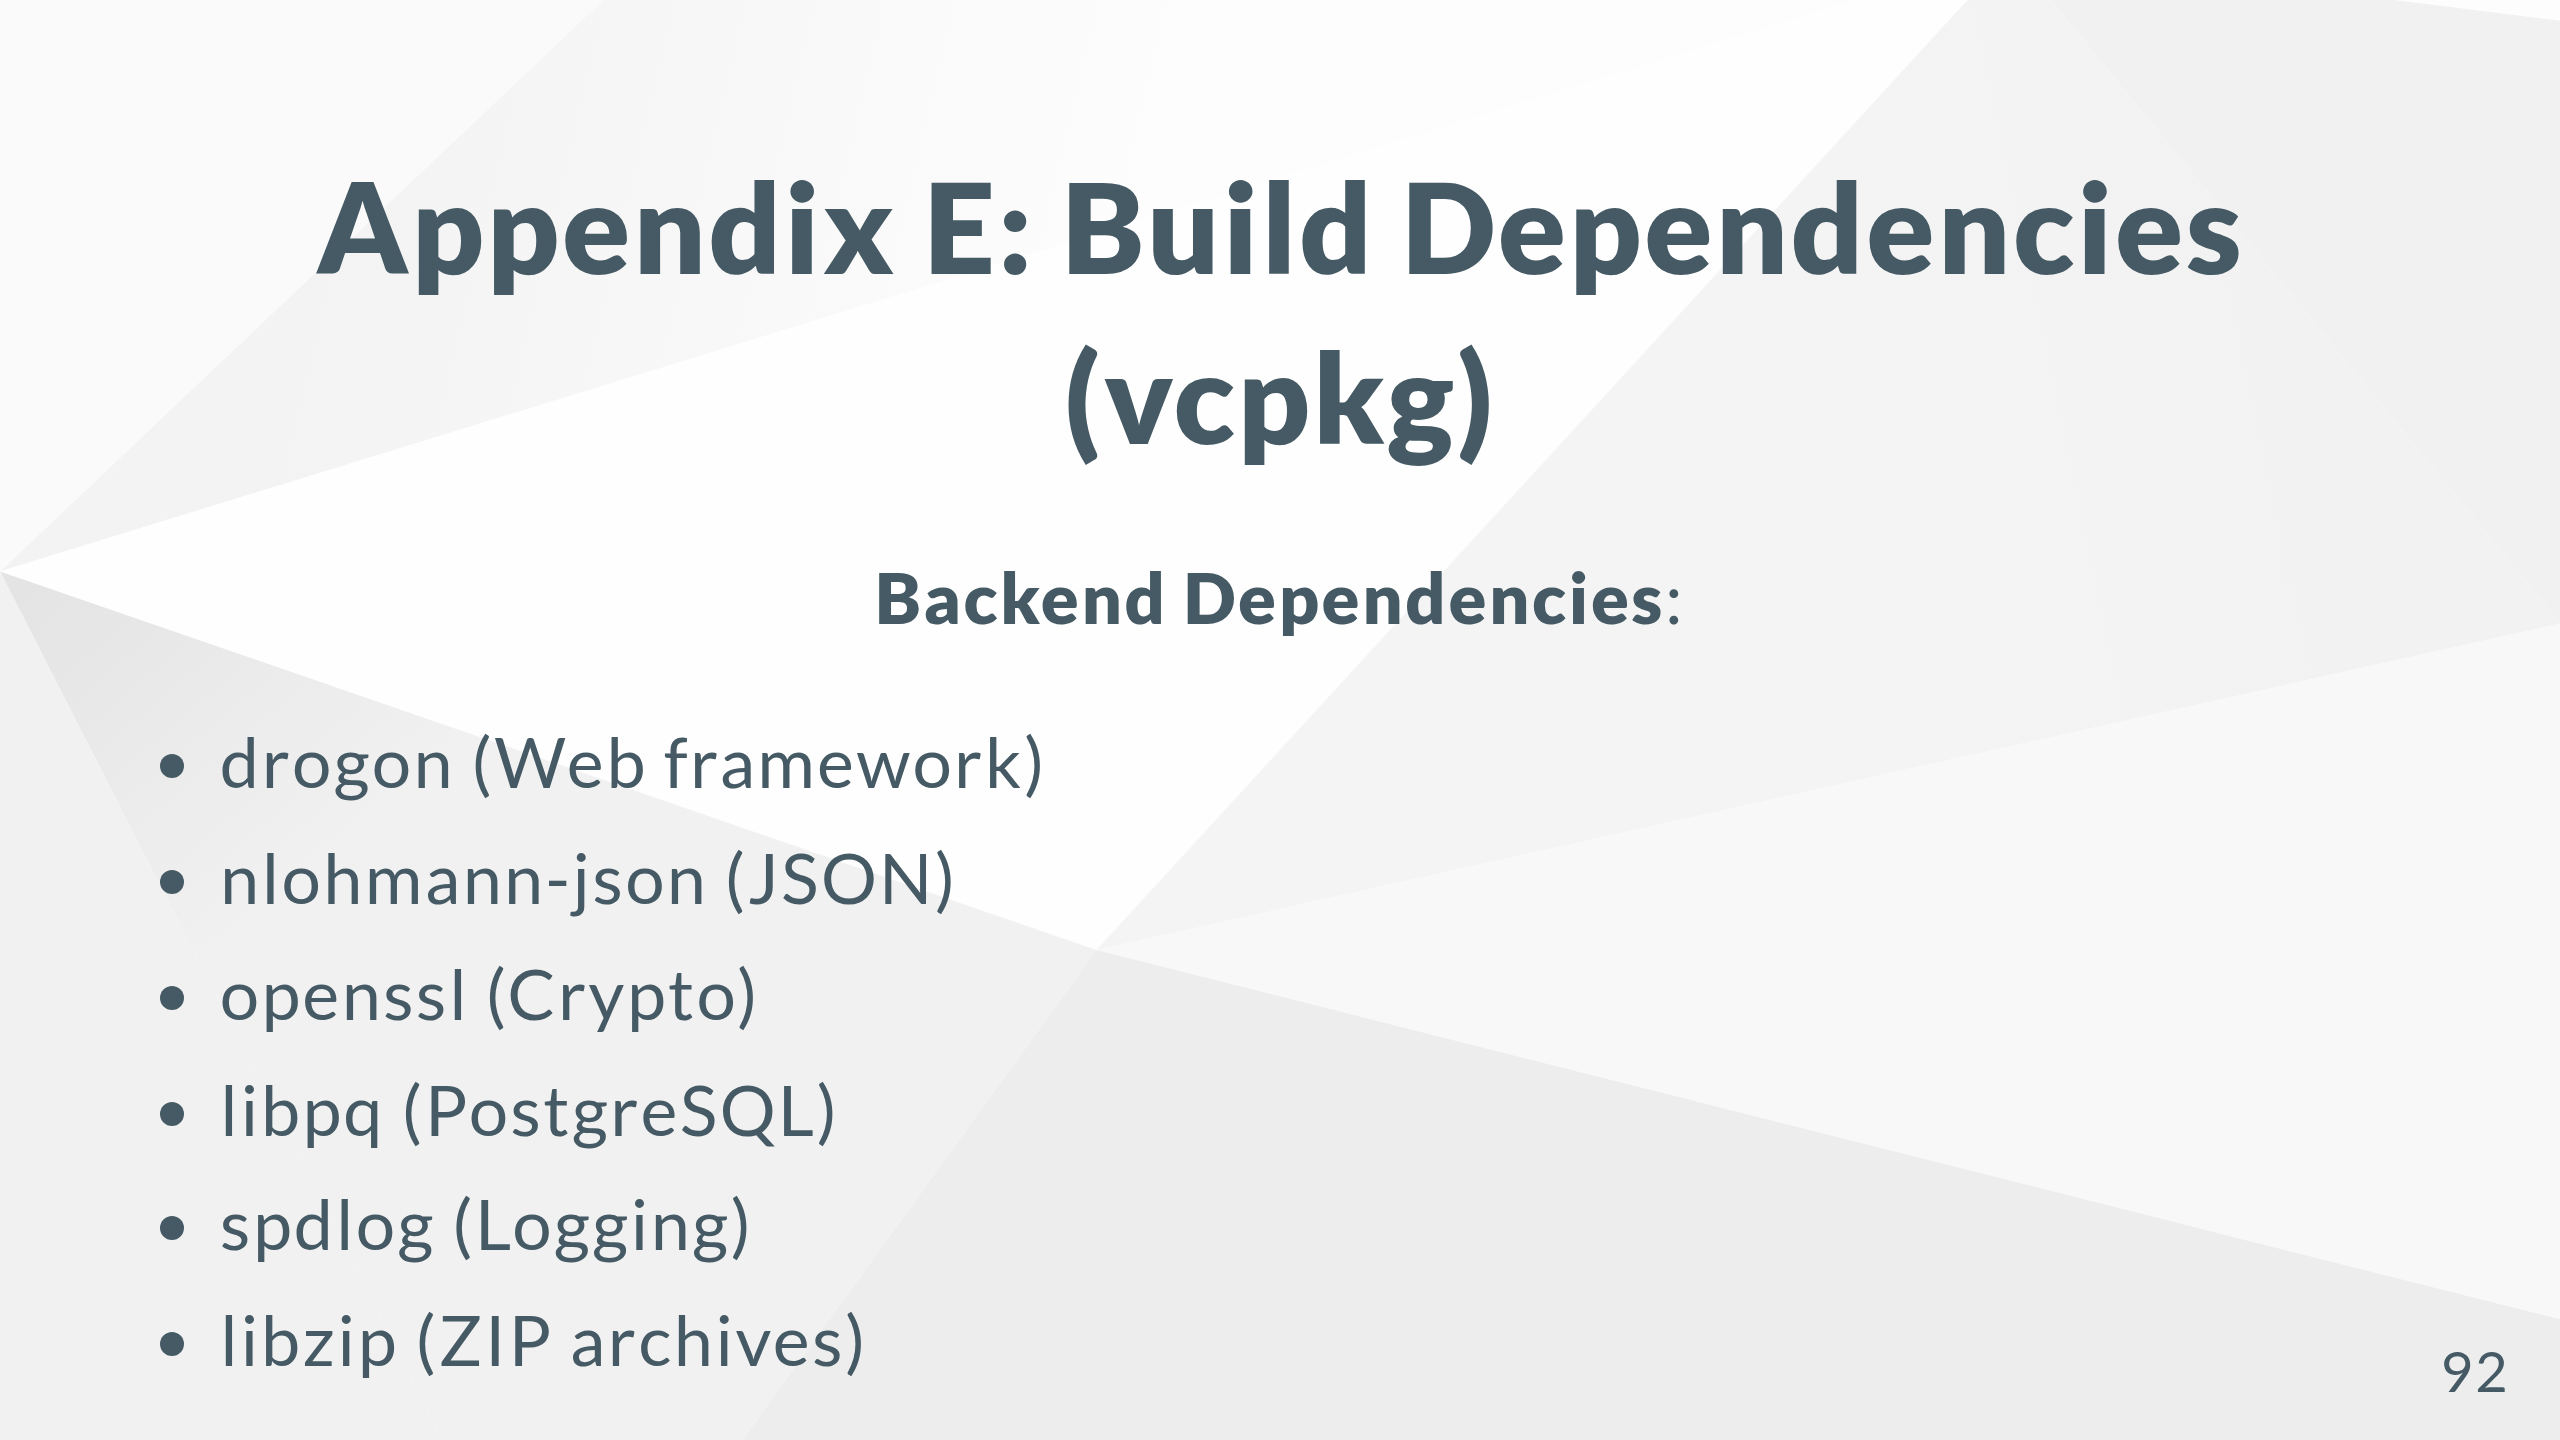 Appendix E: Build Dependencies
(vcpkg)
Backend Dependencies:
• drogon (Web framework)
• nlohmann-json (JSON)
• openssl (Crypto)
• libpq (PostgreSQL)
• spdlog (Logging)
• libzip (ZIP archives)
92